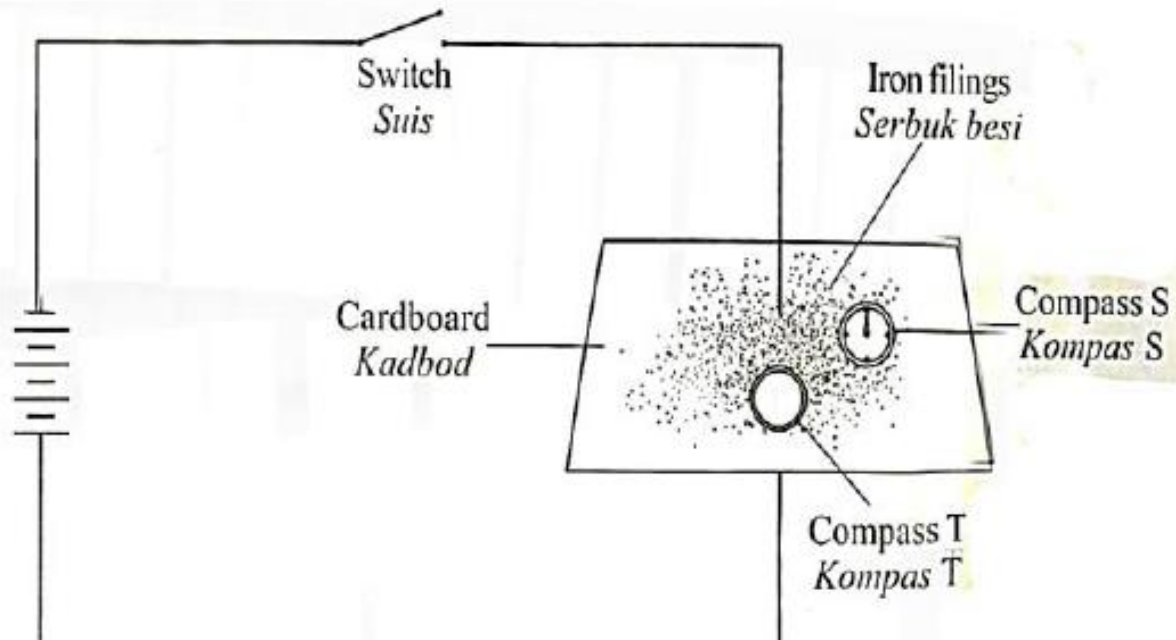 Switch
Suis
Iron filings
Serbuk besi
Cardboard
Kadbod
Compass S
Kompas S
Compass T
Kompas T